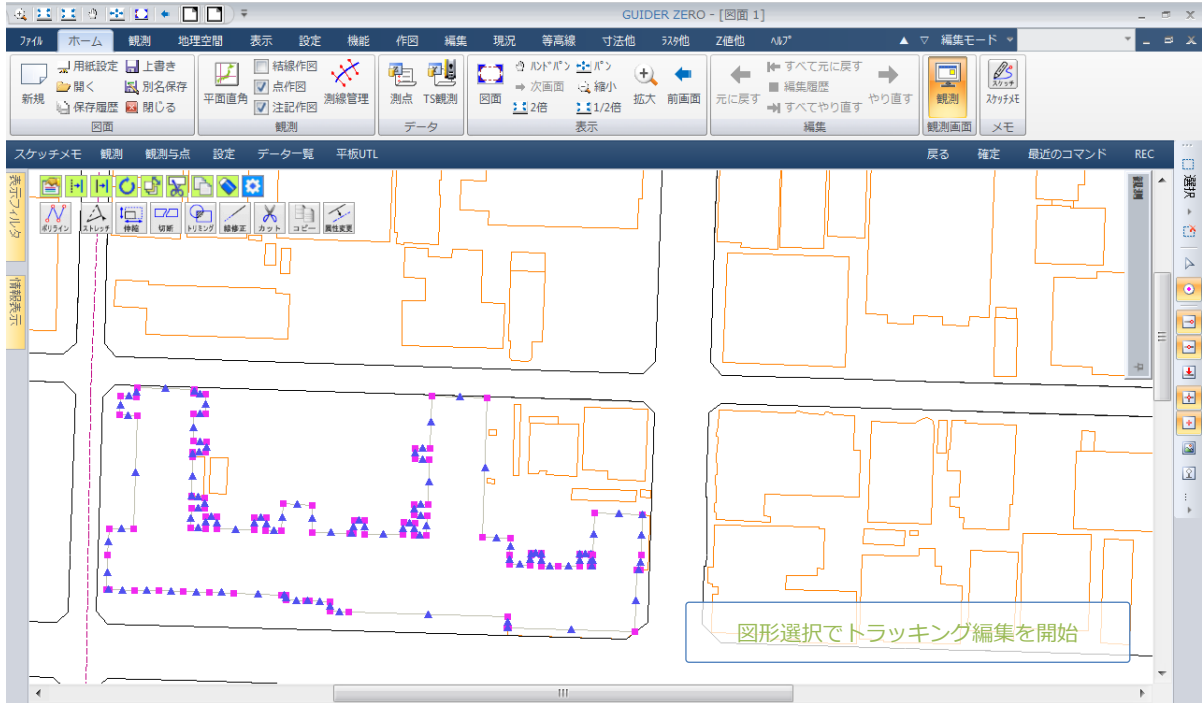 GUIDER ZERO - [図面 1]
ﾌｧｲﾙ ホーム 観測 地理空間 表示 設定 機能 作図 編集 現況 等高線 寸法他 ﾗｽﾀ他 Z値他 ﾍﾙﾌﾟ 編集モード
新規 用紙設定 上書き
開く 別名保存
保存履歴 閉じる
図面
平面直角 結線作図
点作図
注記作図
測線管理
観測
測点 TS観測
データ
図面 ﾊﾝﾄﾞﾊﾟﾝ ﾊﾟﾝ
次画面 縮小
2倍 1/2倍
拡大 前画面
表示
元に戻す すべて元に戻す
編集履歴
すべてやり直す
やり直す
編集
観測
観測画面
スケッチ
ｽｹｯﾁﾒﾓ
メモ
スケッチメモ 観測 観測与点 設定 データ一覧 平板UTL 戻る 確定 最近のコマンド REC
表示フィルタ
情報表示
ポリライン ストレッチ 伸縮 切断 トリミング 線修正 カット コピー 属性変更
観測
選択
図形選択でトラッキング編集を開始